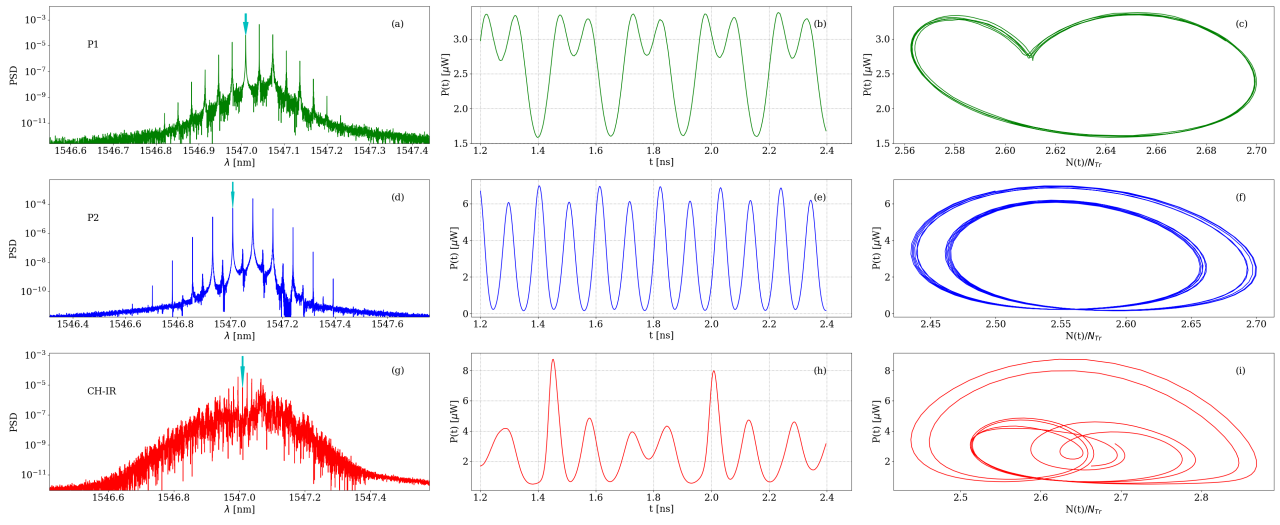 (a)
P1
PSD
10⁻³
10⁻⁵
10⁻⁷
10⁻⁹
10⁻¹¹
1546.6 1546.7 1546.8 1546.9 1547.0 1547.1 1547.2 1547.3 1547.4
λ [nm]
(b)
P(t) [μW]
3.0
2.5
2.0
1.5
1.2 1.4 1.6 1.8 2.0 2.2 2.4
t [ns]
(c)
P(t) [μW]
3.0
2.5
2.0
1.5
2.56 2.58 2.60 2.62 2.64 2.66 2.68 2.70
N(t)/N_Tr
(d)
P2
PSD
10⁻⁴
10⁻⁶
10⁻⁸
10⁻¹⁰
1546.4 1546.6 1546.8 1547.0 1547.2 1547.4 1547.6
λ [nm]
(e)
P(t) [μW]
6
4
2
0
1.2 1.4 1.6 1.8 2.0 2.2 2.4
t [ns]
(f)
P(t) [μW]
6
4
2
0
2.45 2.50 2.55 2.60 2.65 2.70
N(t)/N_Tr
(g)
CH-IR
PSD
10⁻³
10⁻⁵
10⁻⁷
10⁻⁹
10⁻¹¹
1546.6 1546.8 1547.0 1547.2 1547.4
λ [nm]
(h)
P(t) [μW]
8
6
4
2
1.2 1.4 1.6 1.8 2.0 2.2 2.4
t [ns]
(i)
P(t) [μW]
8
6
4
2
2.5 2.6 2.7 2.8
N(t)/N_Tr